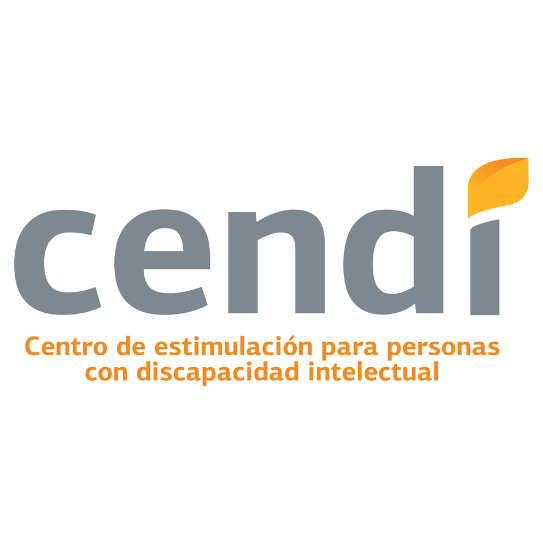 cendi
Centro de estimulación para personas
con discapacidad intelectual